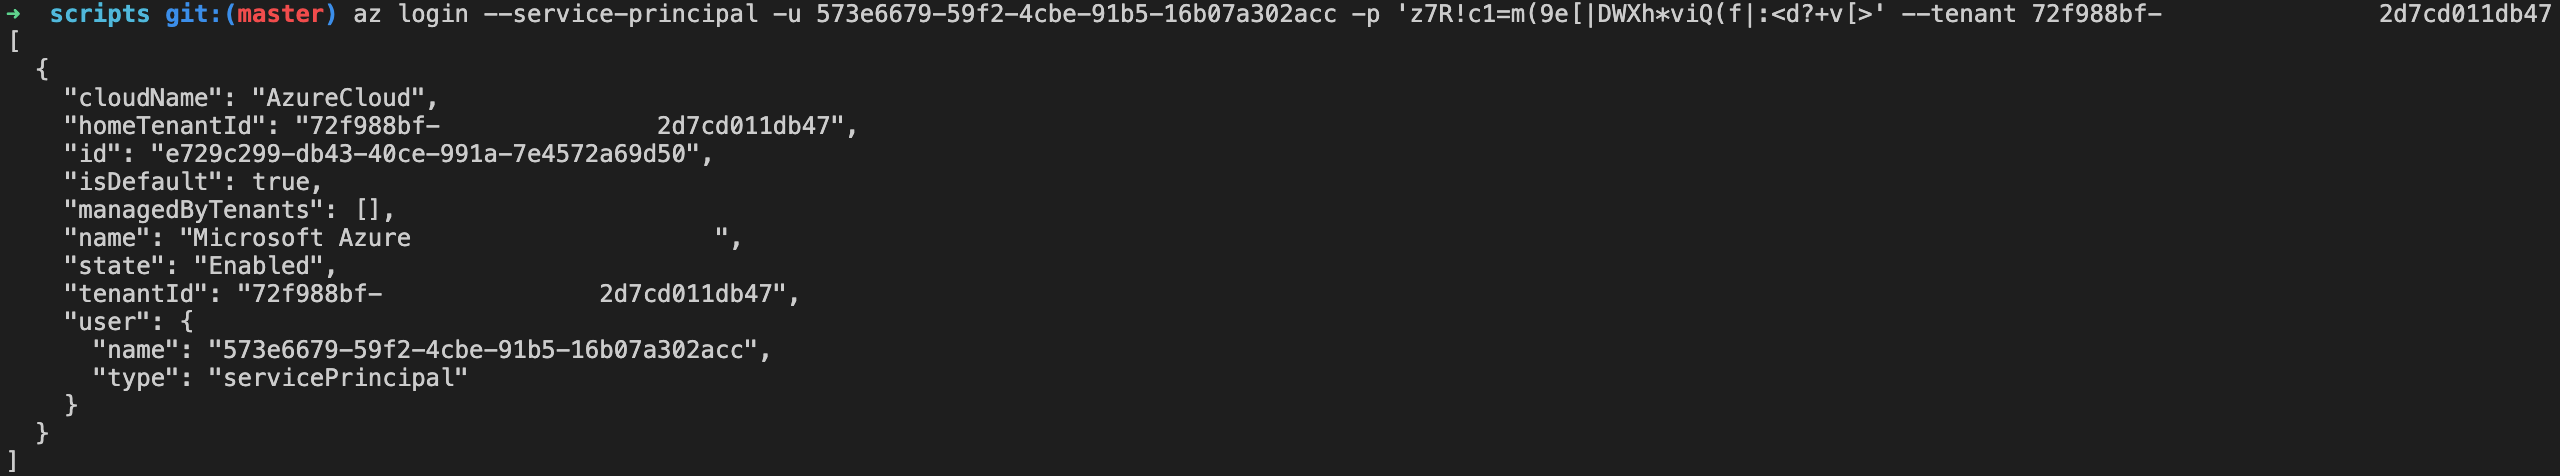 ➜ scripts git:(master) az login --service-principal -u 573e6679-59f2-4cbe-91b5-16b07a302acc -p 'z7R!c1=m(9e[|DWXh*viQ(f|:<d?+v[>' --tenant 72f988bf- 2d7cd011db47
[
  {
    "cloudName": "AzureCloud",
    "homeTenantId": "72f988bf- 2d7cd011db47",
    "id": "e729c299-db43-40ce-991a-7e4572a69d50",
    "isDefault": true,
    "managedByTenants": [],
    "name": "Microsoft Azure ",
    "state": "Enabled",
    "tenantId": "72f988bf- 2d7cd011db47",
    "user": {
      "name": "573e6679-59f2-4cbe-91b5-16b07a302acc",
      "type": "servicePrincipal"
    }
  }
]